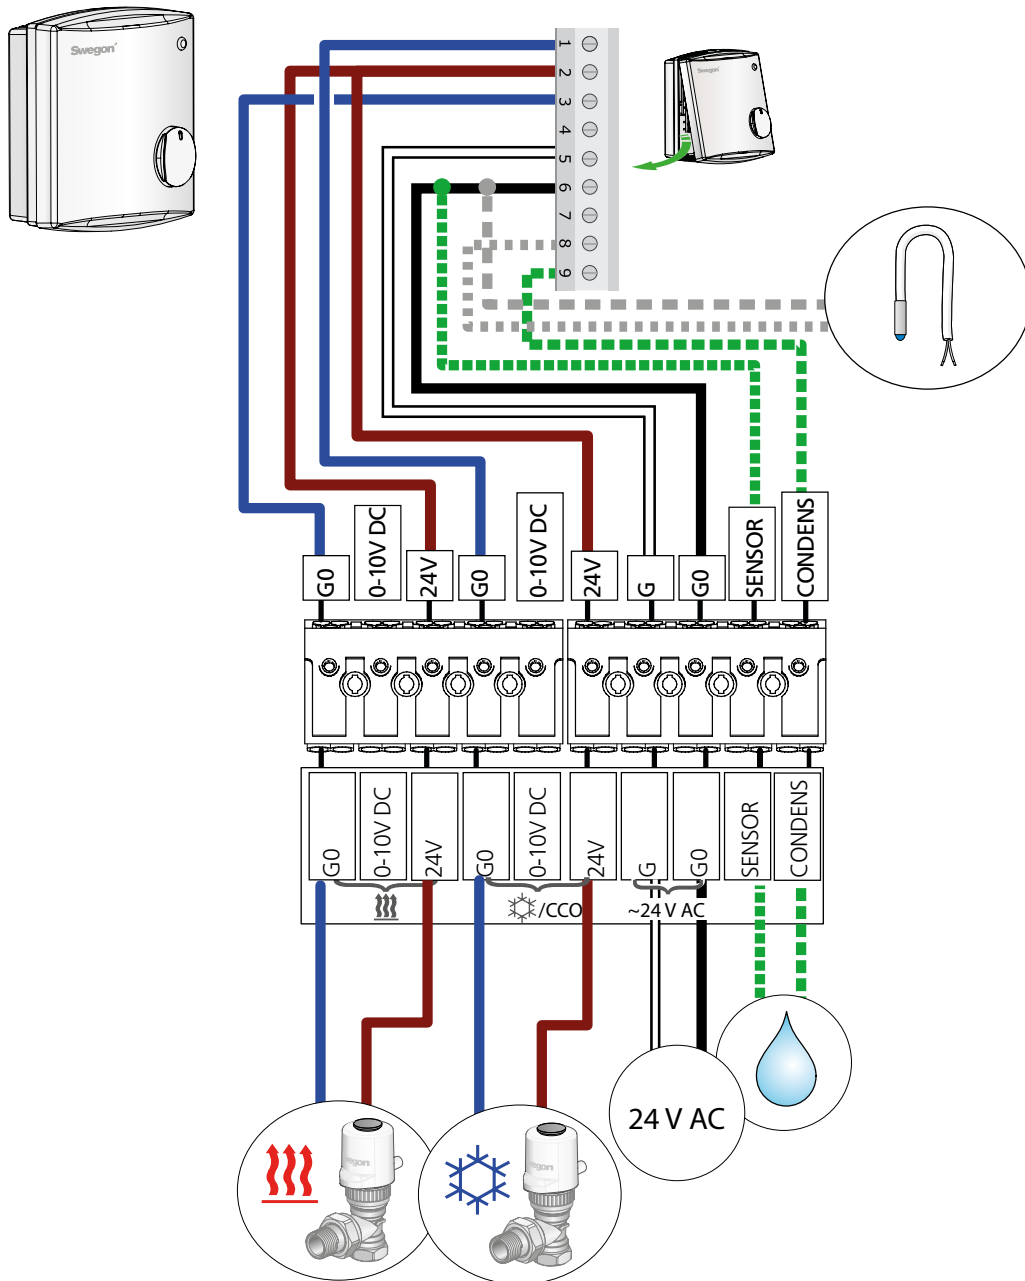 Swegon
1
2
3
4
5
6
7
8
9
Swegon
G0
0-10V DC
24V
G0
0-10V DC
24V
G
G0
SENSOR
CONDENS
G0
0-10V DC
24V
G0
0-10V DC
24V
G
G0
SENSOR
CONDENS
/CCO
~24 V AC
24 V AC